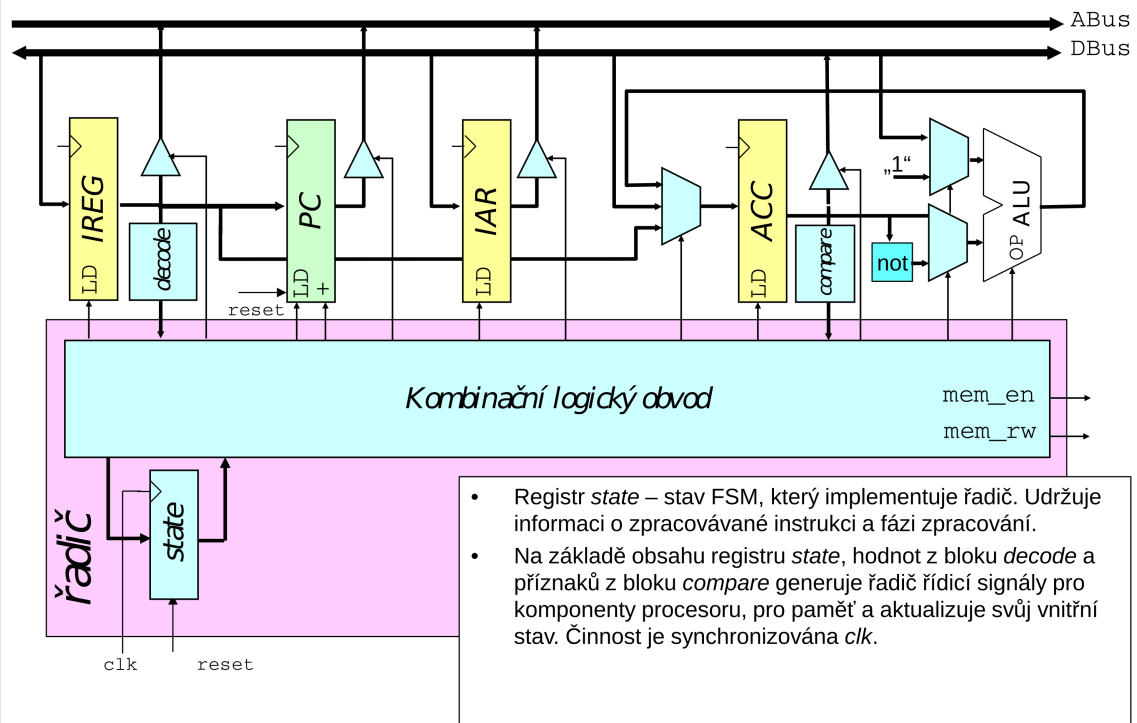 ABus
DBus
IREG
LD
decode
PC
LD
+
reset
IAR
LD
ACC
LD
compare
„1“
not
ALU
OP
Kombinační logický obvod
mem_en
mem_rw
řadič
state
clk
reset
• Registr state – stav FSM, který implementuje řadič. Udržuje
informaci o zpracovávané instrukci a fázi zpracování.
• Na základě obsahu registru state, hodnot z bloku decode a
příznaků z bloku compare generuje řadič řídicí signály pro
komponenty procesoru, pro paměť a aktualizuje svůj vnitřní
stav. Činnost je synchronizována clk.